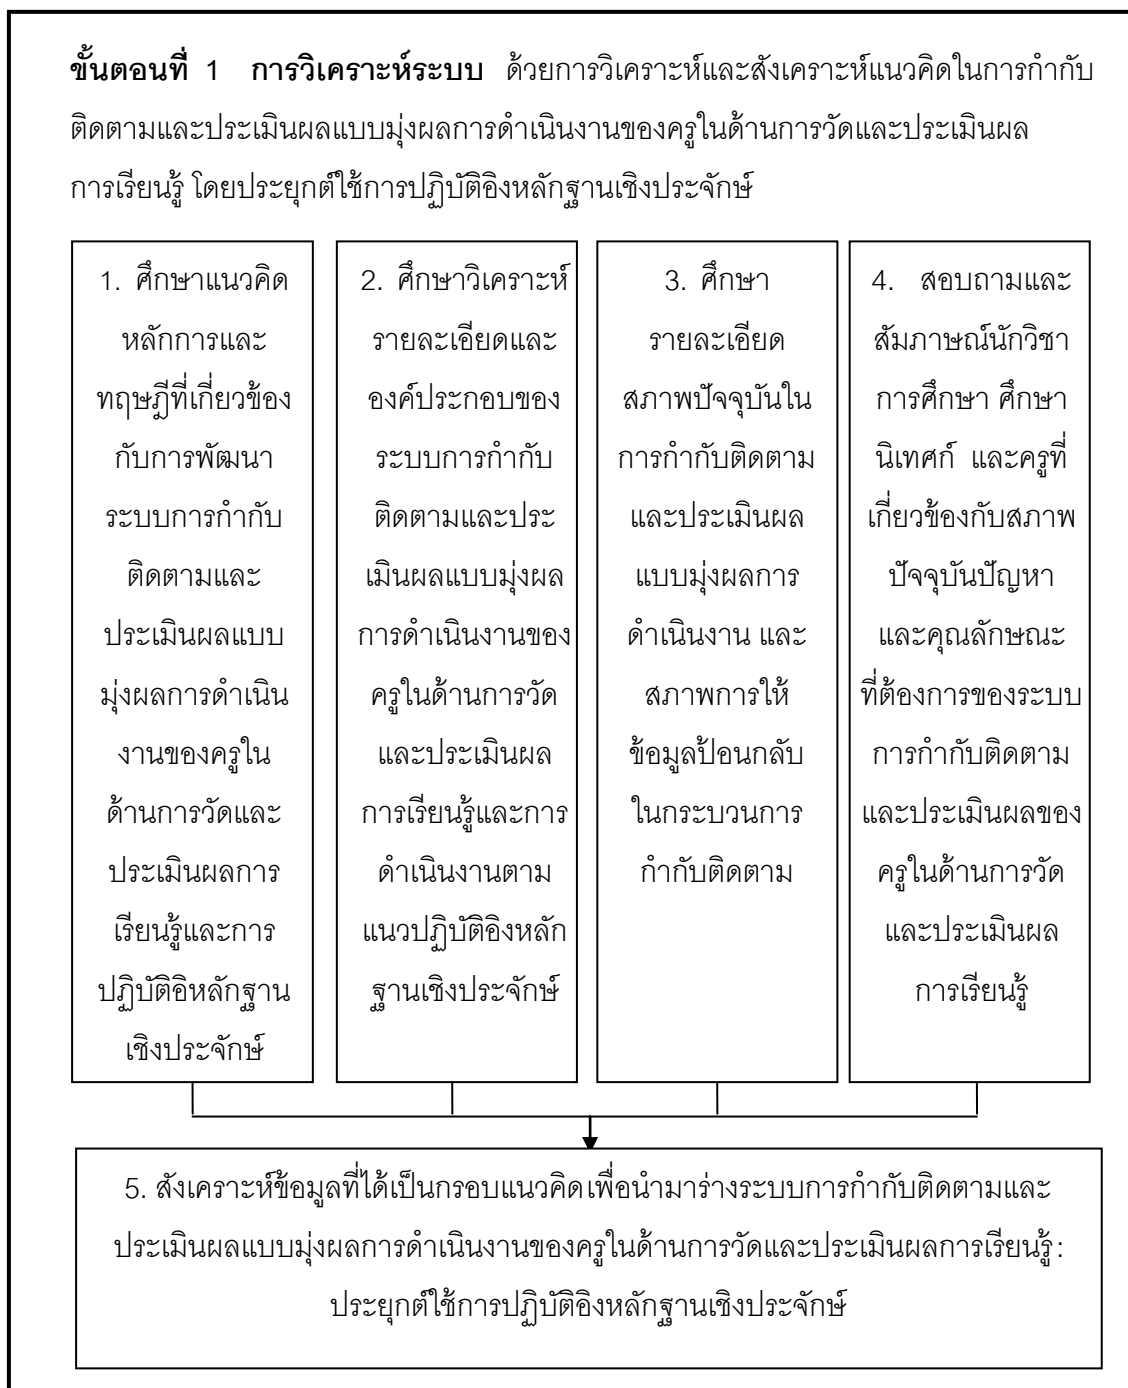 ขั้นตอนที่ 1 การวิเคราะห์ระบบ ด้วยการวิเคราะห์และสังเคราะห์แนวคิดในการกำกับ
ติดตามและประเมินผลแบบมุ่งผลการดำเนินงานของครูในด้านการวัดและประเมินผล
การเรียนรู้ โดยประยุกต์ใช้การปฏิบัติอิงหลักฐานเชิงประจักษ์
1. ศึกษาแนวคิด
หลักการและ
ทฤษฎีที่เกี่ยวข้อง
กับการพัฒนา
ระบบการกำกับ
ติดตามและ
ประเมินผลแบบ
มุ่งผลการดำเนิน
งานของครูใน
ด้านการวัดและ
ประเมินผลการ
เรียนรู้และการ
ปฏิบัติอิหลักฐาน
เชิงประจักษ์
2. ศึกษาวิเคราะห์
รายละเอียดและ
องค์ประกอบของ
ระบบการกำกับ
ติดตามและประ
เมินผลแบบมุ่งผล
การดำเนินงานของ
ครูในด้านการวัด
และประเมินผล
การเรียนรู้และการ
ดำเนินงานตาม
แนวปฏิบัติอิงหลัก
ฐานเชิงประจักษ์
3. ศึกษา
รายละเอียด
สภาพปัจจุบันใน
การกำกับติดตาม
และประเมินผล
แบบมุ่งผลการ
ดำเนินงาน และ
สภาพการให้
ข้อมูลป้อนกลับ
ในกระบวนการ
กำกับติดตาม
4. สอบถามและ
สัมภาษณ์นักวิชา
การศึกษา ศึกษา
นิเทศก์ และครูที่
เกี่ยวข้องกับสภาพ
ปัจจุบันปัญหา
และคุณลักษณะ
ที่ต้องการของระบบ
การกำกับติดตาม
และประเมินผลของ
ครูในด้านการวัด
และประเมินผล
การเรียนรู้
5. สังเคราะห์ข้อมูลที่ได้เป็นกรอบแนวคิดเพื่อนำมาร่างระบบการกำกับติดตามและ
ประเมินผลแบบมุ่งผลการดำเนินงานของครูในด้านการวัดและประเมินผลการเรียนรู้:
ประยุกต์ใช้การปฏิบัติอิงหลักฐานเชิงประจักษ์